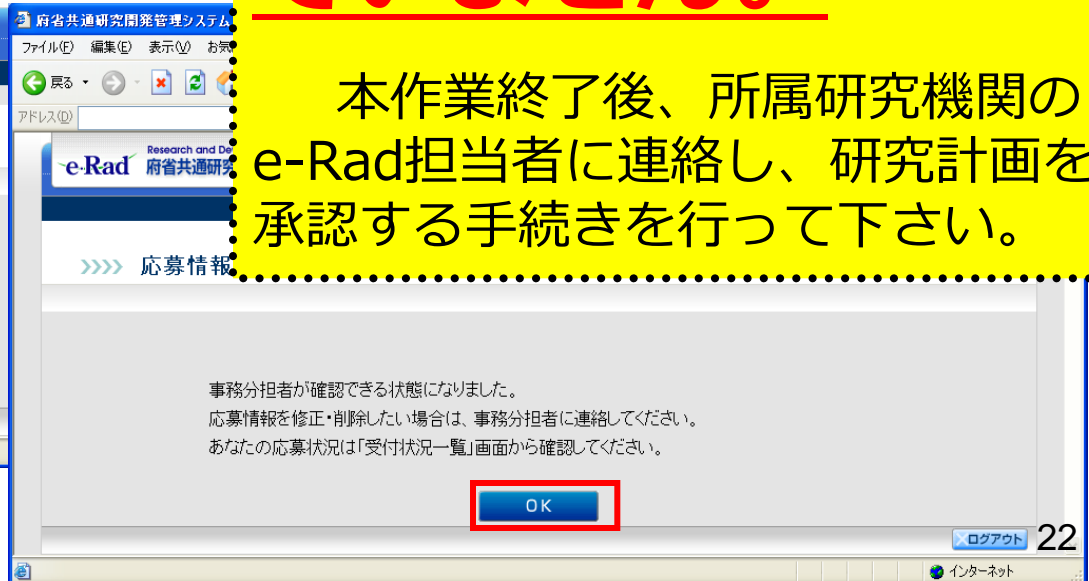 ていません。
本作業終了後、所属研究機関の
e-Rad担当者に連絡し、研究計画を
承認する手続きを行って下さい。
府省共通研究開発管理システム
ファイル(F) 編集(E) 表示(V) お気
戻る
アドレス(D)
e-Rad Research and De
府省共通研究
>>>> 応募情報
事務分担者が確認できる状態になりました。
応募情報を修正・削除したい場合は、事務分担者に連絡してください。
あなたの応募状況は「受付状況一覧」画面から確認してください。
OK
ログアウト
22
インターネット